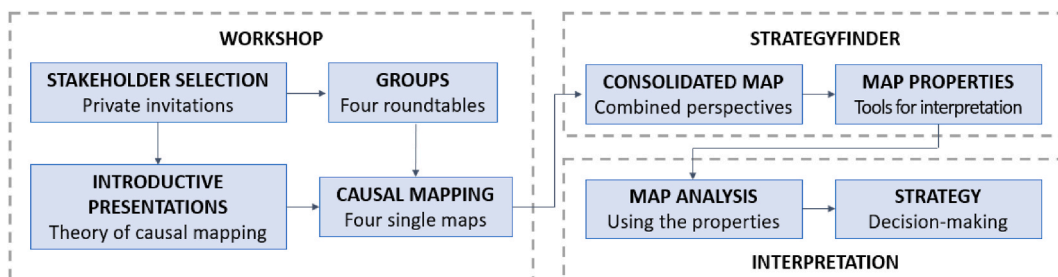 WORKSHOP
STAKEHOLDER SELECTION
Private invitations
GROUPS
Four roundtables
INTRODUCTIVE
PRESENTATIONS
Theory of causal mapping
CAUSAL MAPPING
Four single maps
STRATEGYFINDER
CONSOLIDATED MAP
Combined perspectives
MAP PROPERTIES
Tools for interpretation
MAP ANALYSIS
Using the properties
STRATEGY
Decision-making
INTERPRETATION